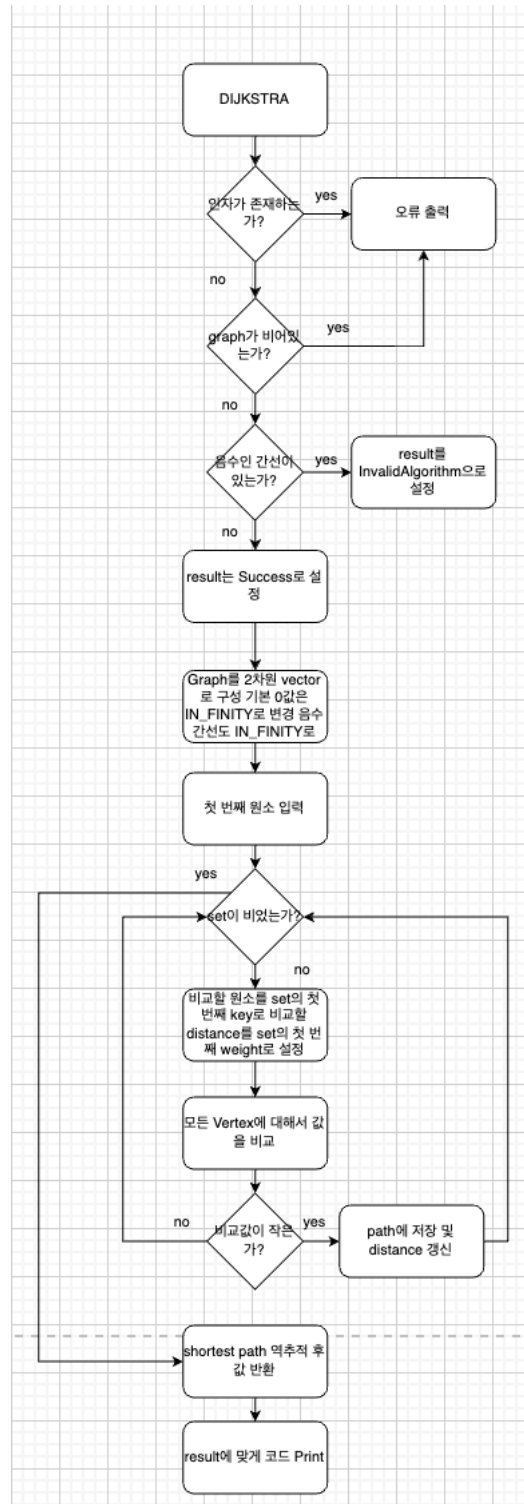 DIJKSTRA
인자가 존재하는
가?
yes
오류 출력
no
graph가 비어있
는가?
yes
no
음수인 간선이
있는가?
yes
result를
InvalidAlgorithm으로
설정
no
result는 Success로 설
정
Graph를 2차원 vector
로 구성 기본 0값은
IN_FINITY로 변경 음수
간선도 IN_FINITY로
첫 번째 원소 입력
yes
set이 비었는가?
no
비교할 원소를 set의 첫
번째 key로 비교할
distance를 set의 첫 번
째 weight로 설정
모든 Vertex에 대해서 값
을 비교
no
비교값이 작은
가?
yes
path에 저장 및
distance 갱신
shortest path 역추적 후
값 반환
result에 맞게 코드 Print